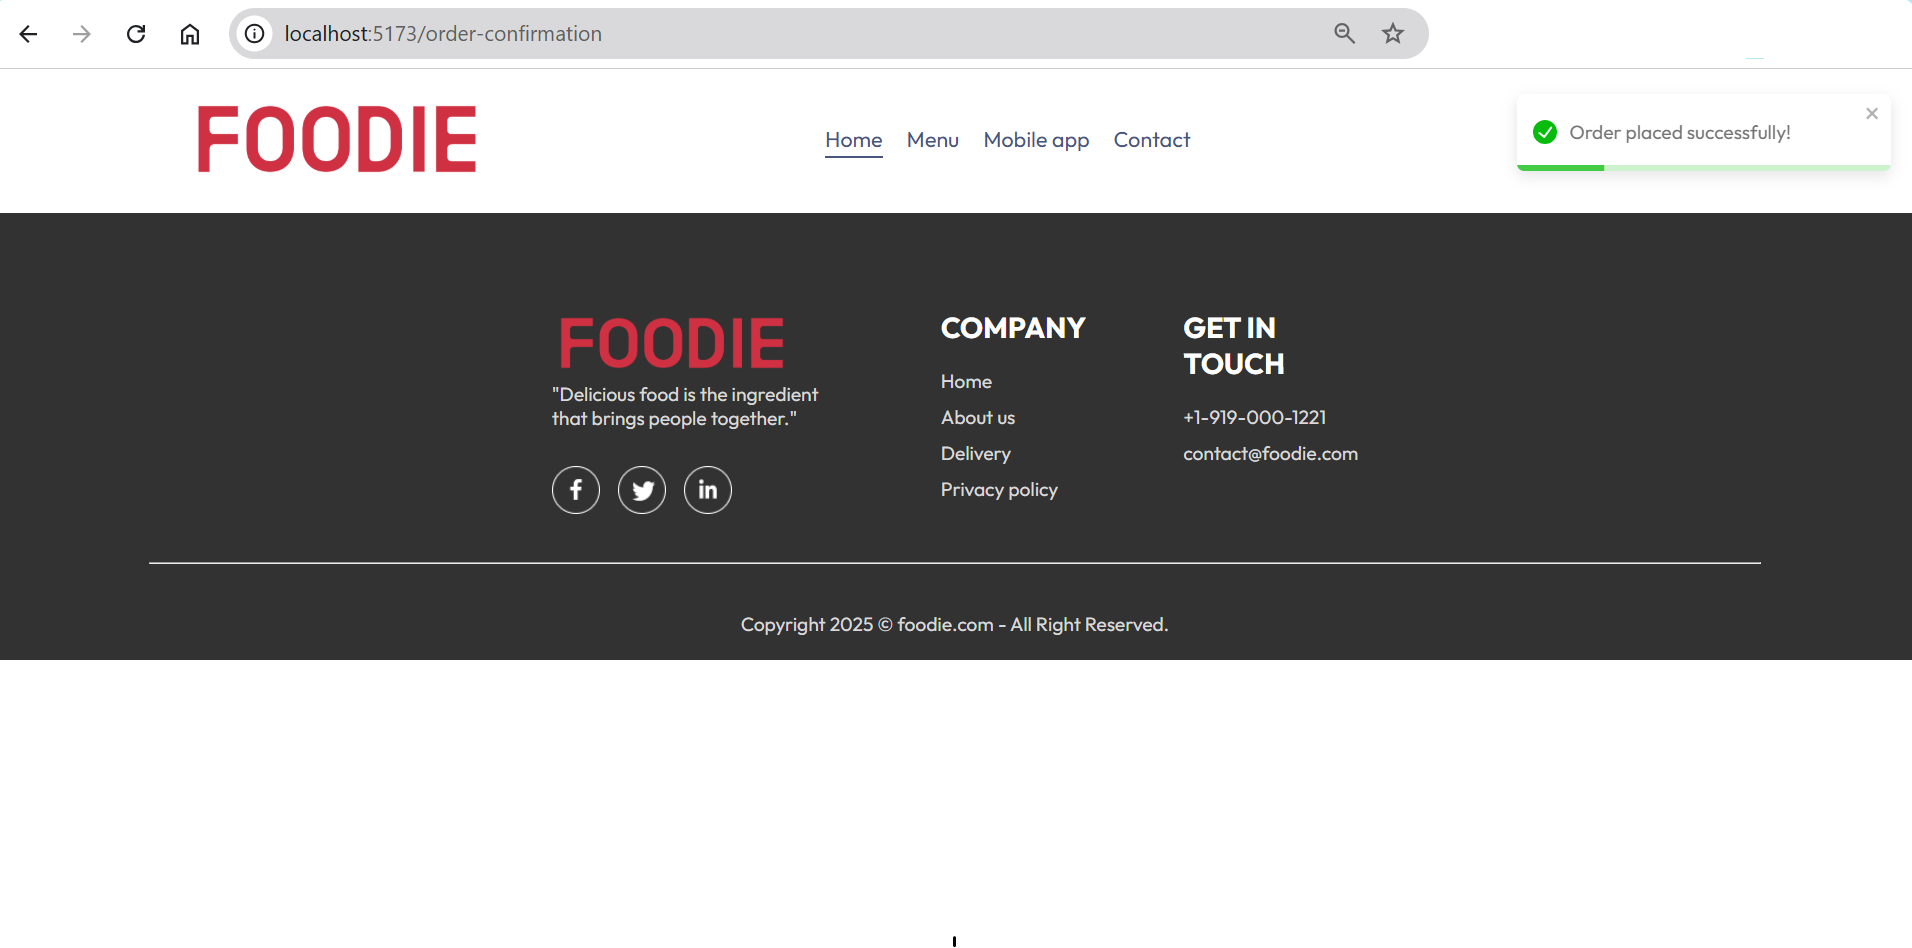 localhost:5173/order-confirmation
FOODIE
Home Menu Mobile app Contact
Order placed successfully!
FOODIE
"Delicious food is the ingredient
that brings people together."
COMPANY
Home
About us
Delivery
Privacy policy
GET IN
TOUCH
+1-919-000-1221
contact@foodie.com
Copyright 2025 © foodie.com - All Right Reserved.